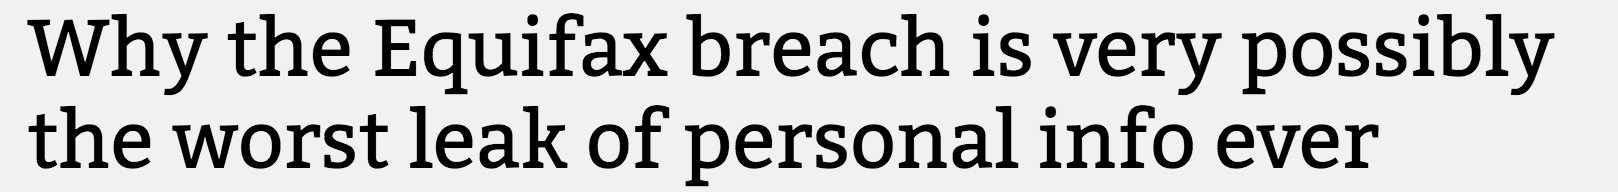 Why the Equifax breach is very possibly
the worst leak of personal info ever